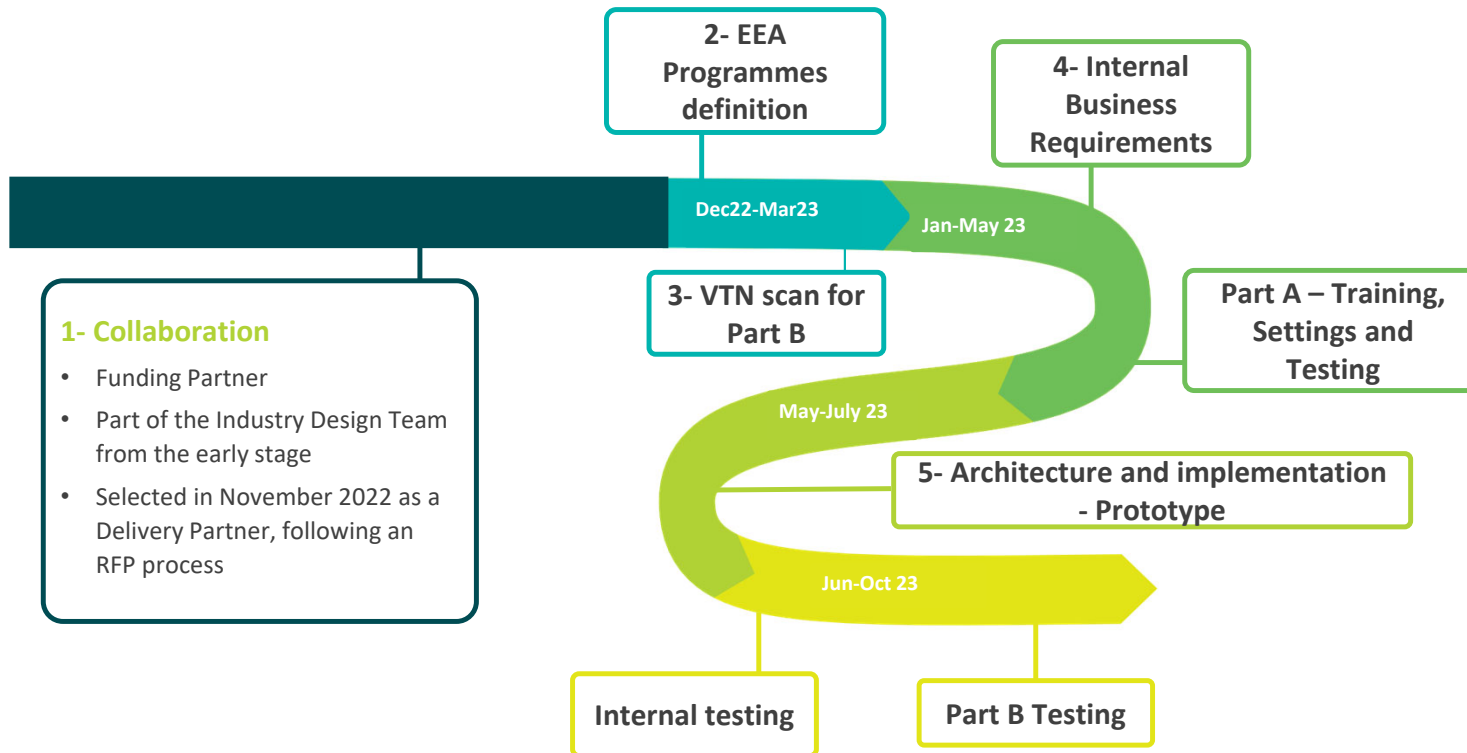 2- EEA
Programmes
definition
4- Internal
Business
Requirements
Dec22-Mar23
Jan-May 23
1- Collaboration
• Funding Partner
• Part of the Industry Design Team
from the early stage
• Selected in November 2022 as a
Delivery Partner, following an
RFP process
3- VTN scan for
Part B
Part A – Training,
Settings and
Testing
May-July 23
5- Architecture and implementation
- Prototype
Jun-Oct 23
Internal testing
Part B Testing